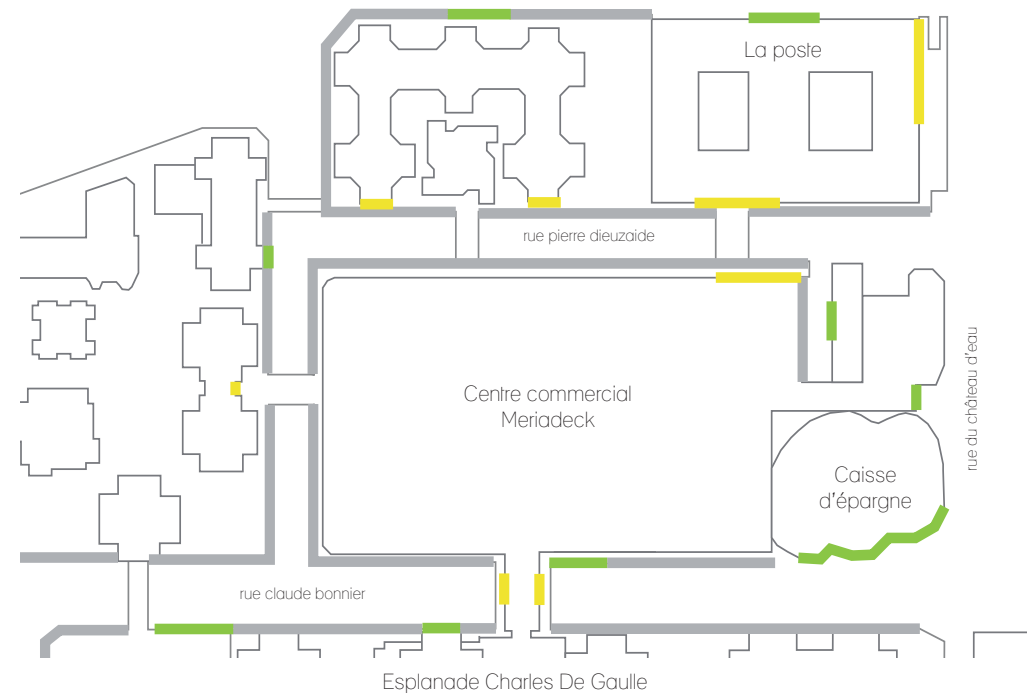 La poste
rue pierre dieuzaide
rue du château d'eau
Centre commercial
Meriadeck
Caisse
d'épargne
rue claude bonnier
Esplanade Charles De Gaulle